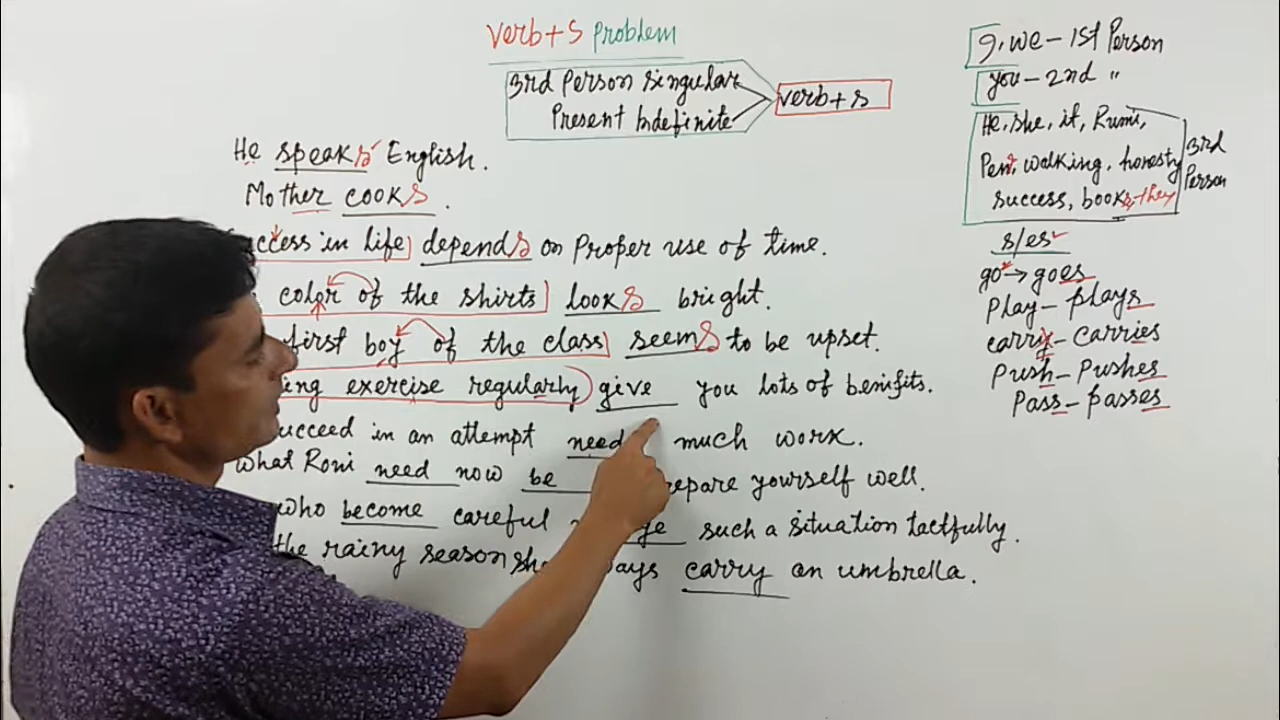 verb+s problem
3rd Person singular
Present Indefinite
verb+s
He speaks English.
Mother cooks.
success in life depends on proper use of time.
color of the shirts looks bright.
first boy of the class seems to be upset.
exercise regularly give you lots of benifits.
in an attempt need much work.
what Roni need now be yourself well.
who become careful such a situation tactfully.
the rainy season carry an umbrella.
I, we - 1st Person
you - 2nd "
He, she, it, Rumi,
Pen, walking, honesty
success, books, they
3rd
Person
s/es
go → goes
Play - plays
carry - carries
Push - Pushes
Pass - passes